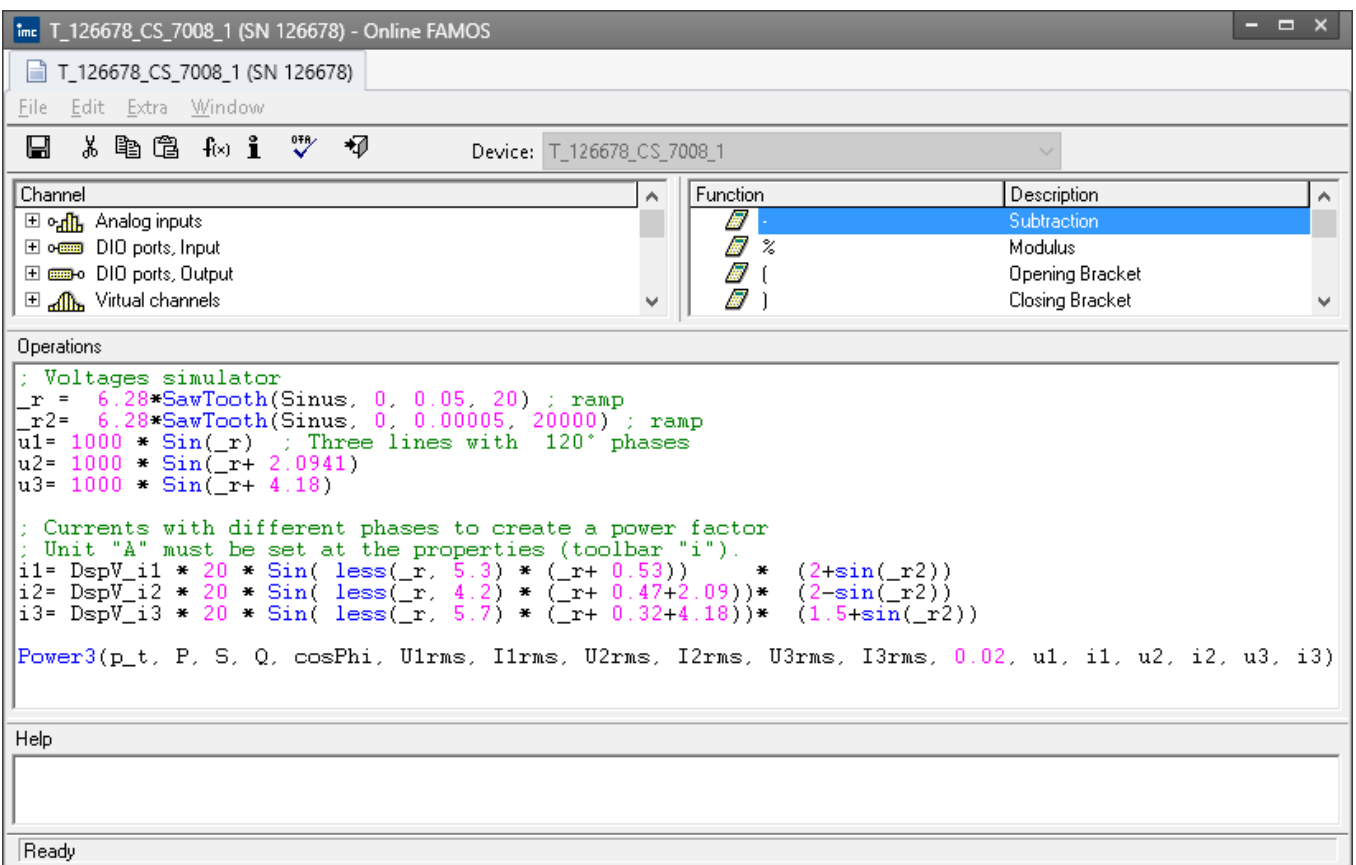 imc T_126678_CS_7008_1 (SN 126678) - Online FAMOS
T_126678_CS_7008_1 (SN 126678)
File Edit Extra Window
f(x) i OFA Device: T_126678_CS_7008_1
Channel
Analog inputs
DIO ports, Input
DIO ports, Output
Virtual channels
Function Description
- Subtraction
% Modulus
( Opening Bracket
) Closing Bracket
Operations
; Voltages simulator
_r =  6.28*SawTooth(Sinus, 0, 0.05, 20) ; ramp
_r2=  6.28*SawTooth(Sinus, 0, 0.00005, 20000) ; ramp
u1= 1000 * Sin(_r)  ; Three lines with  120° phases
u2= 1000 * Sin(_r+ 2.0941)
u3= 1000 * Sin(_r+ 4.18)
; Currents with different phases to create a power factor
; Unit "A" must be set at the properties (toolbar "i").
i1= DspV_i1 * 20 * Sin( less(_r, 5.3) * (_r+ 0.53))     *  (2+sin(_r2))
i2= DspV_i2 * 20 * Sin( less(_r, 4.2) * (_r+ 0.47+2.09))*  (2-sin(_r2))
i3= DspV_i3 * 20 * Sin( less(_r, 5.7) * (_r+ 0.32+4.18))*  (1.5+sin(_r2))
Power3(p_t, P, S, Q, cosPhi, U1rms, I1rms, U2rms, I2rms, U3rms, I3rms, 0.02, u1, i1, u2, i2, u3, i3)
Help
Ready